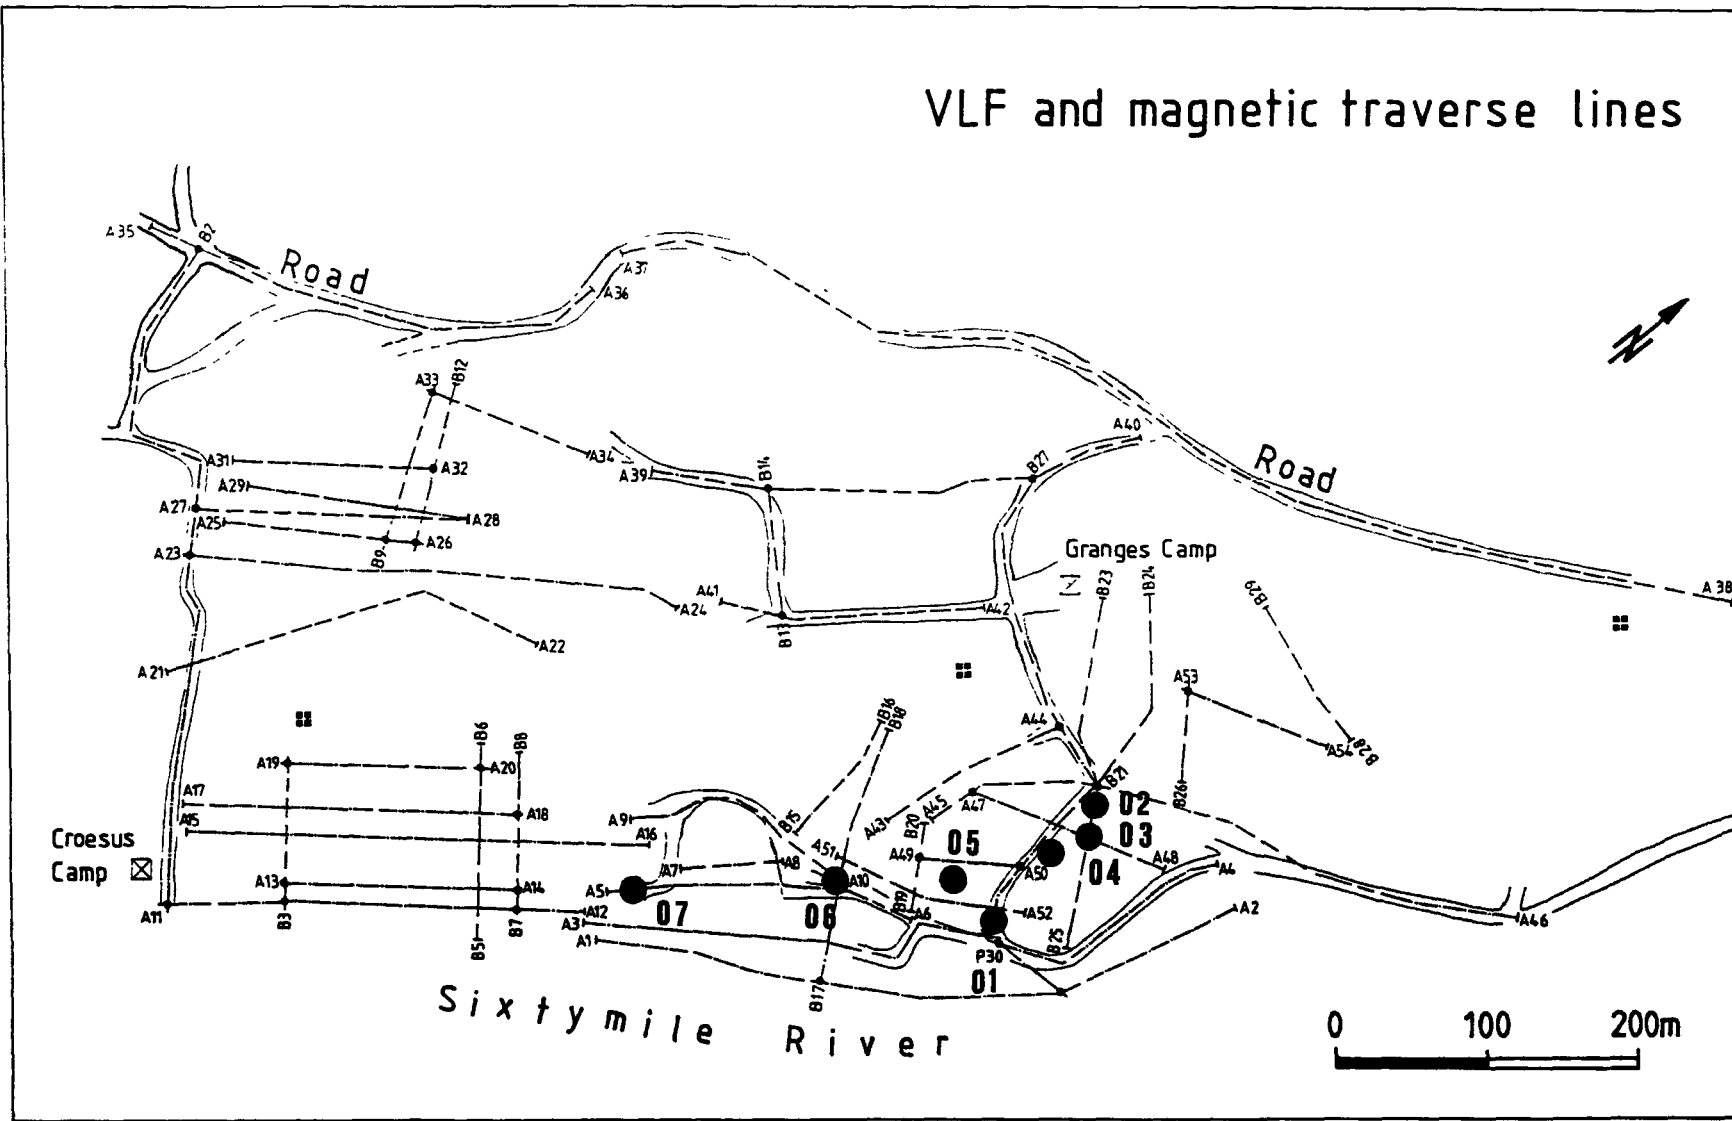 VLF and magnetic traverse lines
A35
B2
Road
A37
A36
A33
B12
A40
A31
A32
A34
A39
B14
B27
Road
A29
A27
A28
A25
A26
B9
A23
Granges Camp
B23
B24
B29
A38
A41
A24
A42
B13
A22
A21
A53
B16
B18
A44
A54
B28
B6
B8
A19
A20
B21
B26
A17
A18
A47
A45
02
A15
A9
A16
B15
A43
B20
03
Croesus
Camp
A51
A49
05
A50
A48
A4
04
A7
A8
A13
A14
A5
A10
A11
A12
07
06
B19
A6
A52
A2
A46
B3
B7
A3
A1
B5
B25
P30
01
B17
Sixtymile River
0 100 200m
N